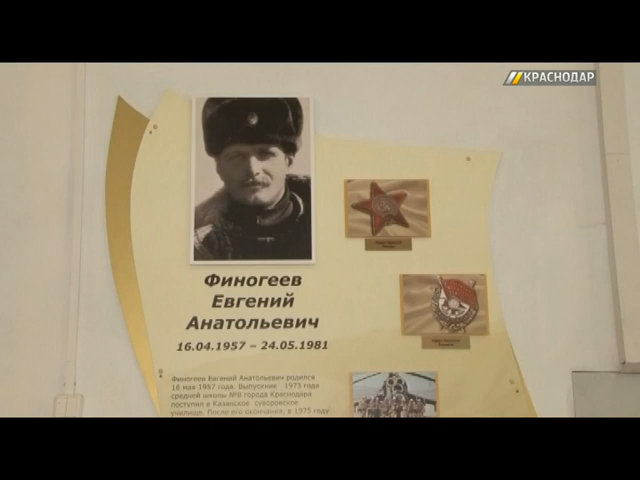 КРАСНОДАР
Финогеев
Евгений
Анатольевич
16.04.1957 – 24.05.1981
Финогеев Евгений Анатольевич родился
16 мая 1957 года. Выпускник 1973 года
средней школы №8 города Краснодара
поступил в Казанское суворовское
училище. После его окончания, в 1975 году